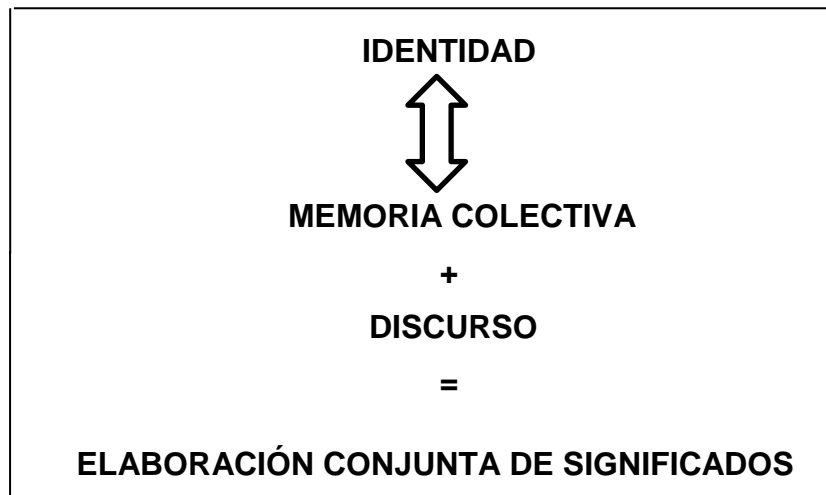 IDENTIDAD
MEMORIA COLECTIVA
+
DISCURSO
=
ELABORACIÓN CONJUNTA DE SIGNIFICADOS